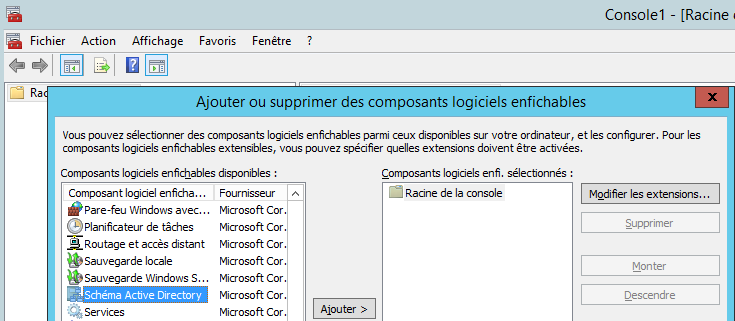 Console1 - [Racine d
Fichier Action Affichage Favoris Fenêtre ?
Rac
Ajouter ou supprimer des composants logiciels enfichables
Vous pouvez sélectionner des composants logiciels enfichables parmi ceux disponibles sur votre ordinateur, et les configurer. Pour les
composants logiciels enfichables extensibles, vous pouvez spécifier quelles extensions doivent être activées.
Composants logiciels enfichables disponibles :
Composant logiciel enficha... Fournisseur
Pare-feu Windows avec... Microsoft Cor.
Planificateur de tâches Microsoft Cor.
Routage et accès distant Microsoft Cor.
Sauvegarde locale Microsoft Cor.
Sauvegarde Windows S... Microsoft Cor.
Schéma Active Directory Microsoft Cor.
Services Microsoft Cor.
Ajouter >
Composants logiciels enfi. sélectionnés :
Racine de la console
Modifier les extensions...
Supprimer
Monter
Descendre